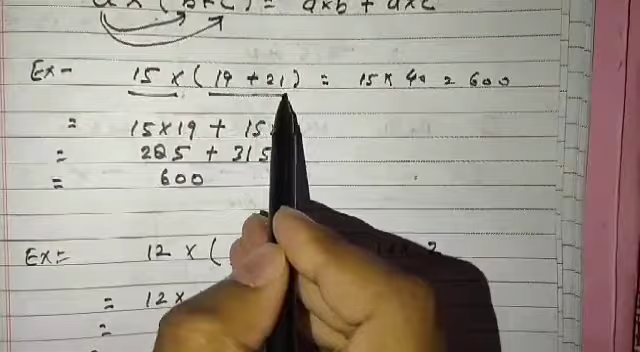 a × (b+c) = a×b + a×c
Ex- 15 × (19 + 21) = 15 × 40 = 600
= 15×19 + 15
= 285 + 315
= 600
Ex= 12 × (
= 12 ×
=